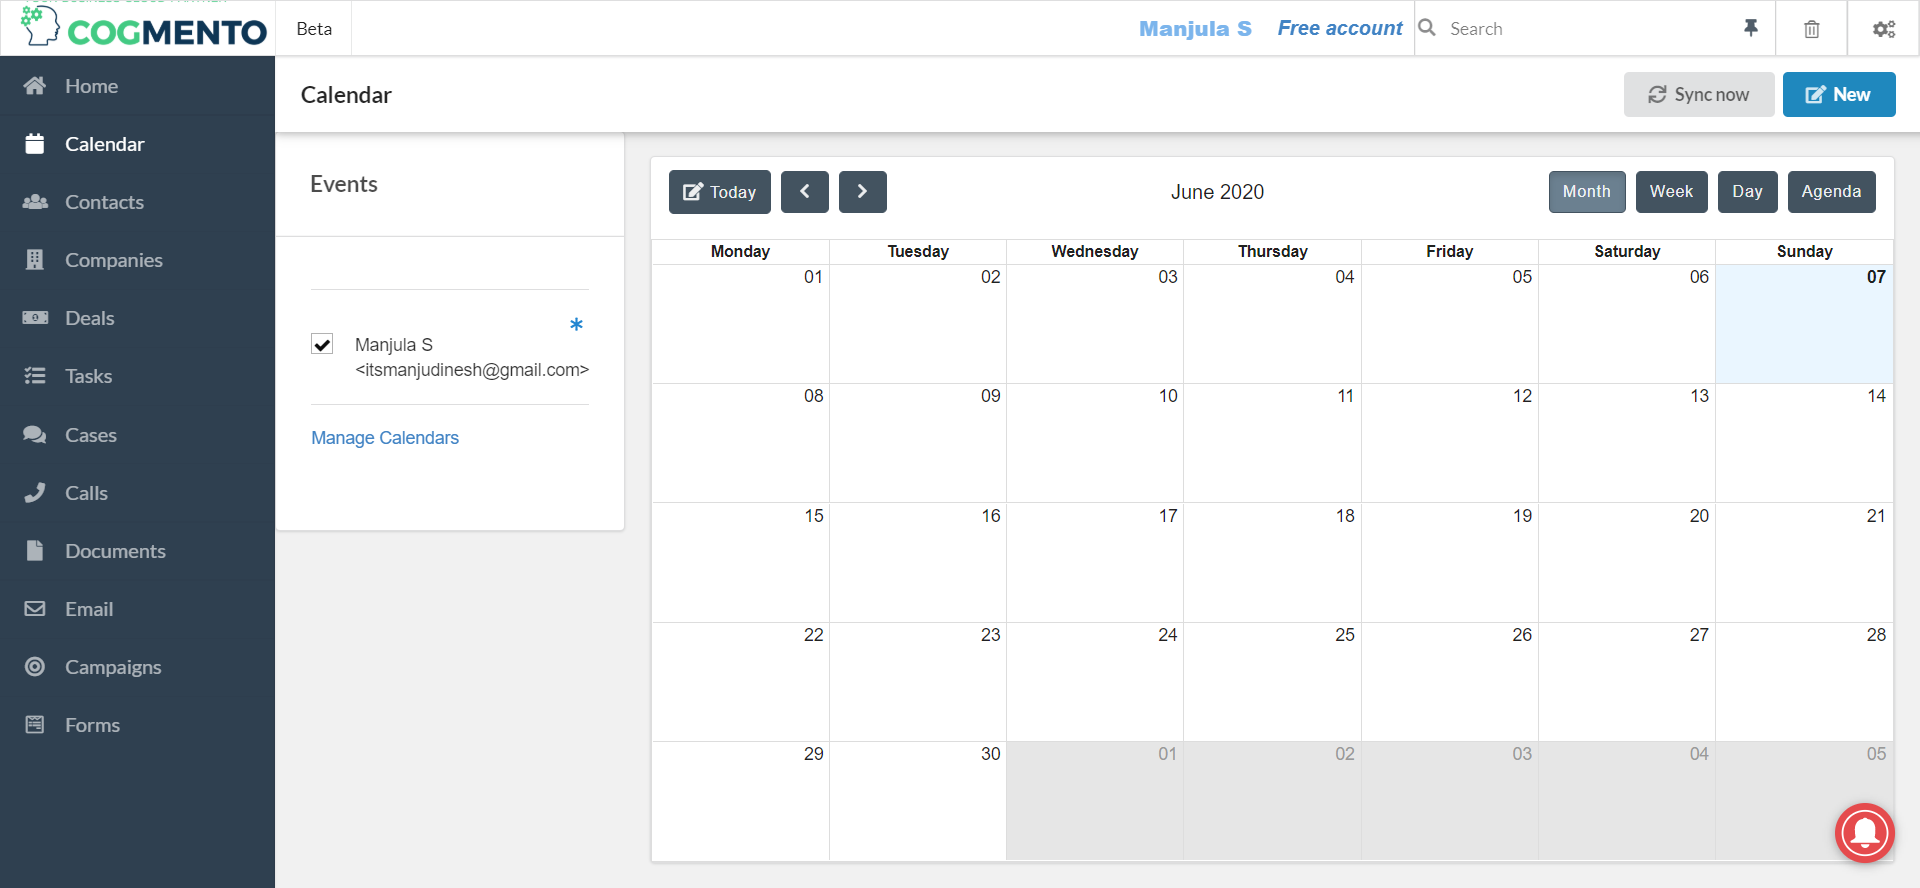 COGMENTO
Beta
Manjula S
Free account
Search
Home
Calendar
Contacts
Companies
Deals
Tasks
Cases
Calls
Documents
Email
Campaigns
Forms
Calendar
Sync now
New
Events
Manjula S
<itsmanjudinesh@gmail.com>
Manage Calendars
Today
June 2020
Month Week Day Agenda
Monday Tuesday Wednesday Thursday Friday Saturday Sunday
01 02 03 04 05 06 07
08 09 10 11 12 13 14
15 16 17 18 19 20 21
22 23 24 25 26 27 28
29 30 01 02 03 04 05